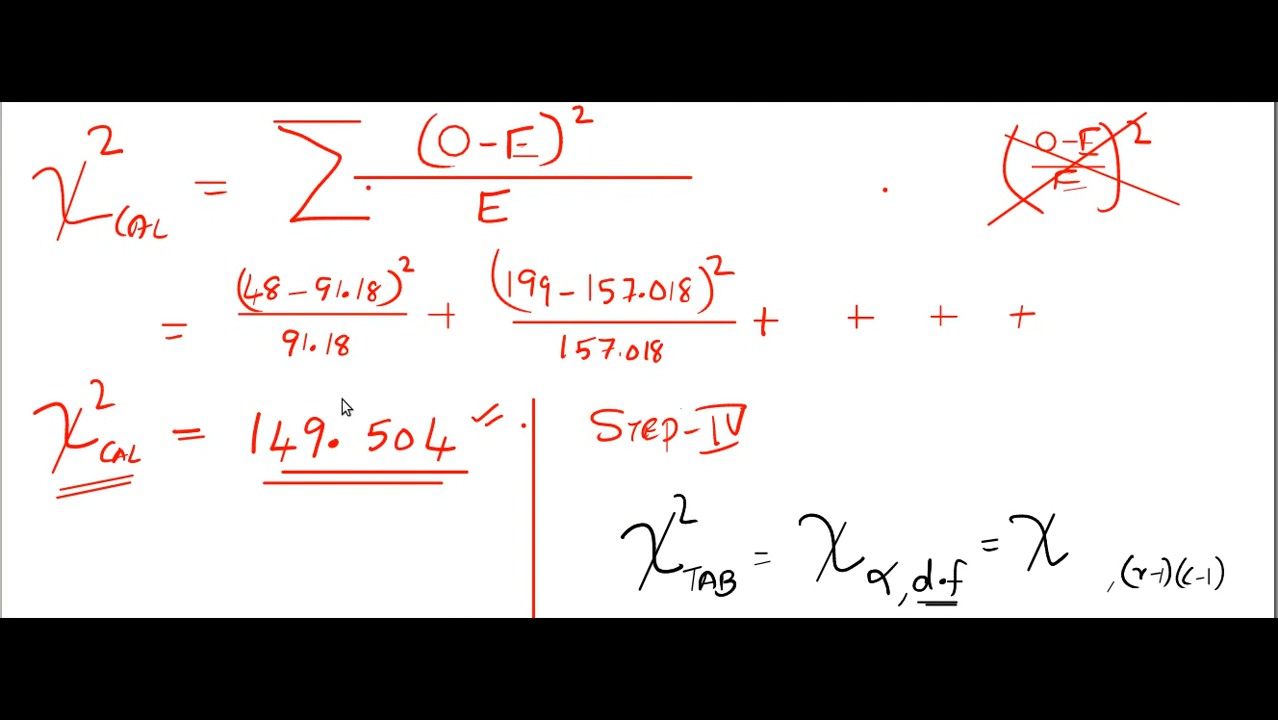 χ²CAL = Σ (O-E)² / E . (O-E / E)²
= (48-91.18)² / 91.18 + (199-157.018)² / 157.018 + + + +
χ²CAL = 149.504
STEP-IV
χ²TAB = χ α, d.f = χ , (r-1)(c-1)